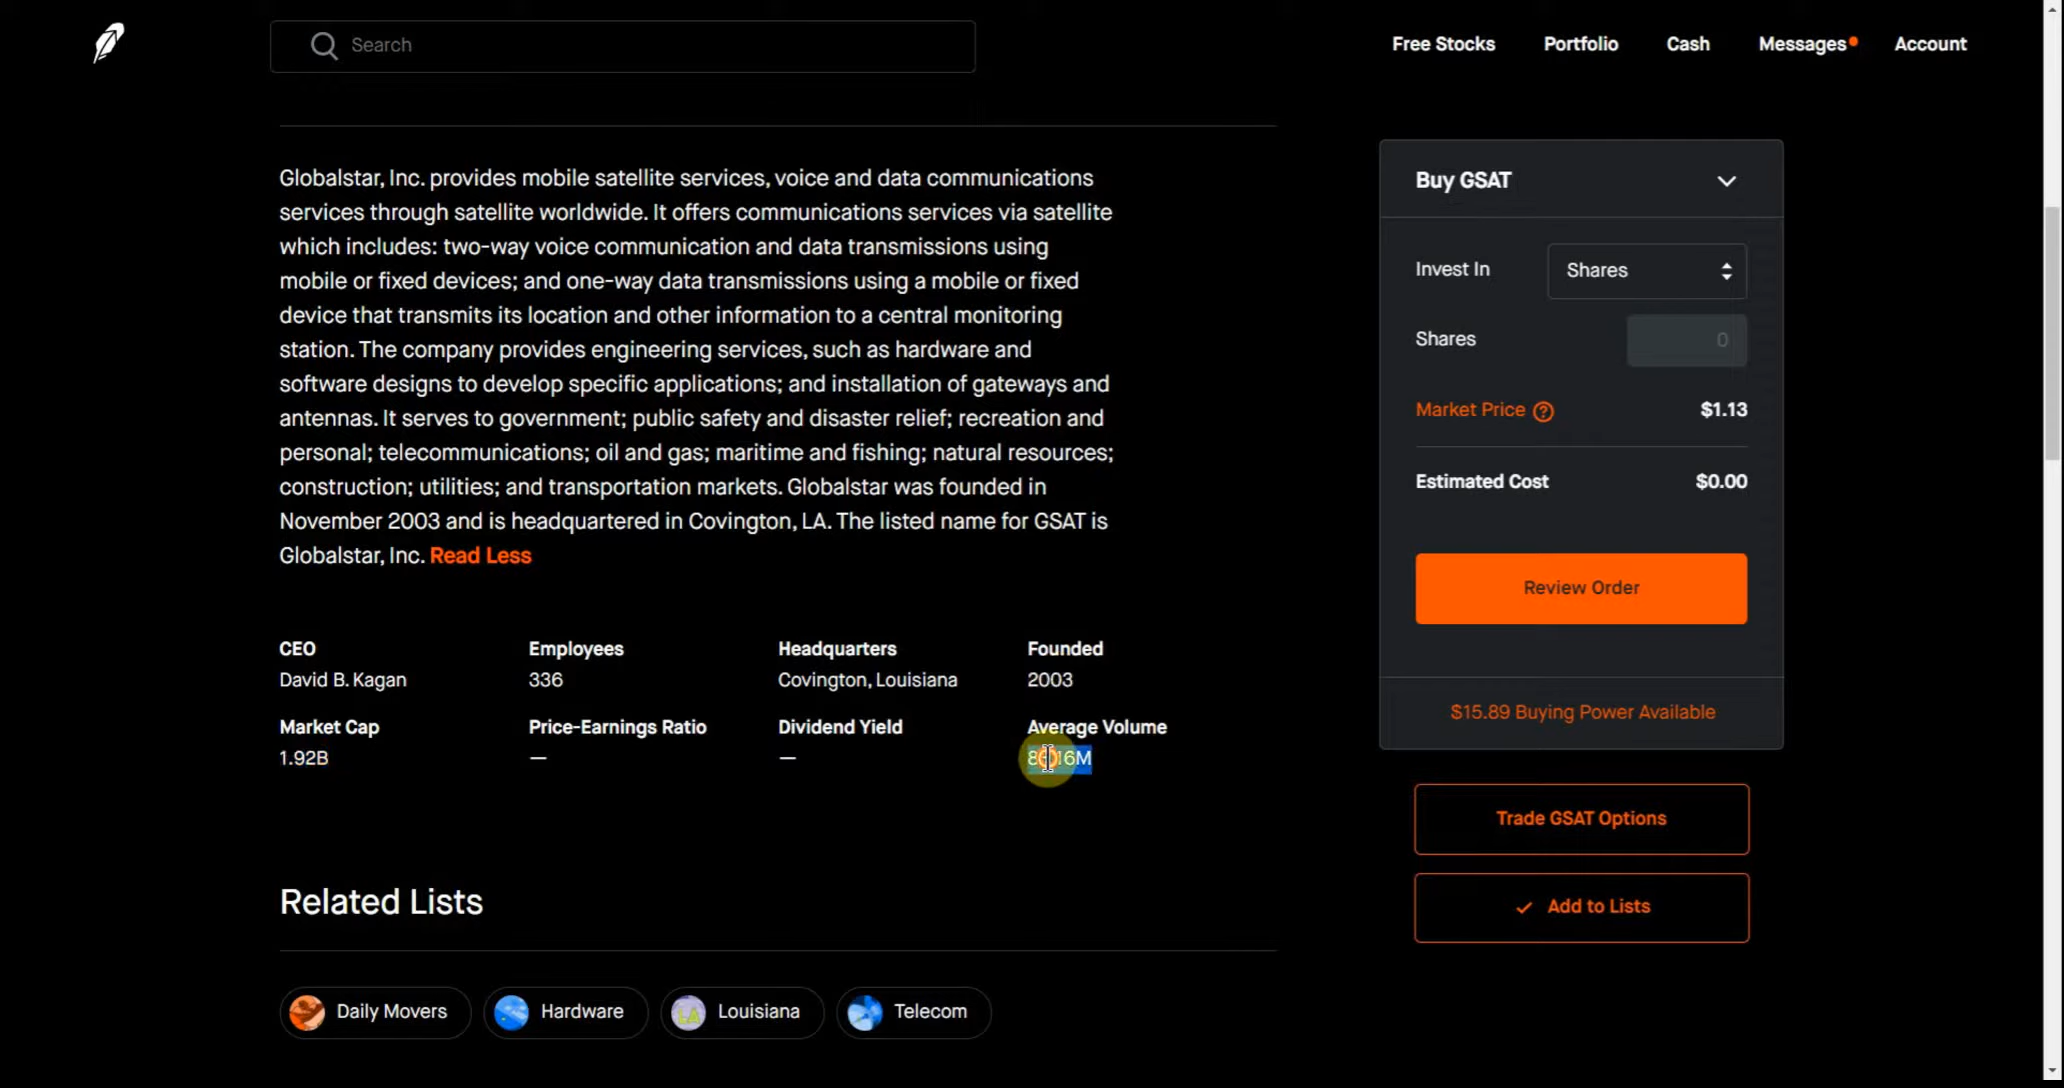 Search
Free Stocks
Portfolio
Cash
Messages
Account
Globalstar, Inc. provides mobile satellite services, voice and data communications
services through satellite worldwide. It offers communications services via satellite
which includes: two-way voice communication and data transmissions using
mobile or fixed devices; and one-way data transmissions using a mobile or fixed
device that transmits its location and other information to a central monitoring
station. The company provides engineering services, such as hardware and
software designs to develop specific applications; and installation of gateways and
antennas. It serves to government; public safety and disaster relief; recreation and
personal; telecommunications; oil and gas; maritime and fishing; natural resources;
construction; utilities; and transportation markets. Globalstar was founded in
November 2003 and is headquartered in Covington, LA. The listed name for GSAT is
Globalstar, Inc. Read Less
CEO
David B. Kagan
Employees
336
Headquarters
Covington, Louisiana
Founded
2003
Market Cap
1.92B
Price-Earnings Ratio
—
Dividend Yield
—
Average Volume
Related Lists
Daily Movers
Hardware
Louisiana
Telecom
Buy GSAT
Invest In
Shares
Shares
0
Market Price ?
$1.13
Estimated Cost
$0.00
Review Order
$15.89 Buying Power Available
Trade GSAT Options
Add to Lists